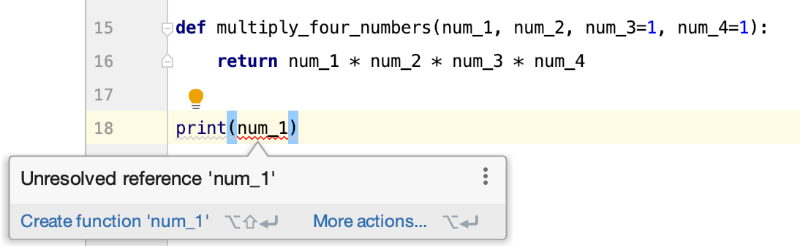 15 def multiply_four_numbers(num_1, num_2, num_3=1, num_4=1):
16 return num_1 * num_2 * num_3 * num_4
17
18 print(num_1)
Unresolved reference 'num_1'
Create function 'num_1' ⌥⇧↩ More actions... ⌥↩